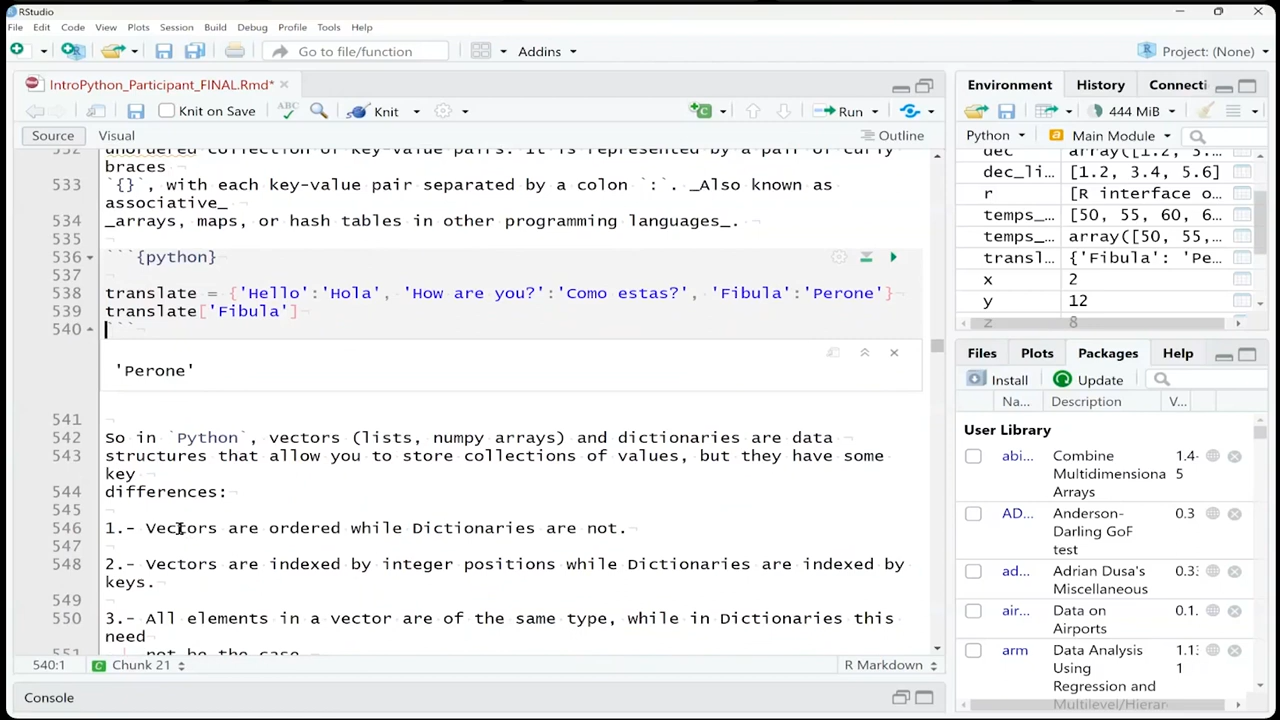 RStudio
File Edit Code View Plots Session Build Debug Profile Tools Help
Go to file/function Addins Project: (None)
IntroPython_Participant_FINAL.Rmd*
Knit on Save ABC Knit Run
Source Visual Outline
532 unordered collection of key-value pairs. It is represented by a pair of curly
braces
533 `{}`, with each key-value pair separated by a colon `:`. _Also known as
associative_
534 _arrays, maps, or hash tables in other programming languages_.
535
536 ```{python}
537
538 translate = {'Hello':'Hola', 'How are you?':'Como estas?', 'Fibula':'Perone'}
539 translate['Fibula']
540 ```
'Perone'
541
542 So in `Python`, vectors (lists, numpy arrays) and dictionaries are data
543 structures that allow you to store collections of values, but they have some
key
544 differences:
545
546 1.- Vectors are ordered while Dictionaries are not.
547
548 2.- Vectors are indexed by integer positions while Dictionaries are indexed by
keys.
549
550 3.- All elements in a vector are of the same type, while in Dictionaries this
need
551 not be the case
540:1 Chunk 21 R Markdown
Console
Environment History Connecti
444 MiB
Python Main Module
dec array([1.2, 3....
dec_li... [1.2, 3.4, 5.6]
r [R interface o...
temps_... [50, 55, 60, 6...
temps_... array([50, 55,...
transl... {'Fibula': 'Pe...
x 2
y 12
z 8
Files Plots Packages Help
Install Update
Na... Description V...
User Library
abi... Combine Multidimensiona Arrays 1.4-5
AD... Anderson-Darling GoF test 0.3
ad... Adrian Dusa's Miscellaneous 0.3:
air... Data on Airports 0.1.
arm Data Analysis Using Regression and Multilevel/Hierar 1.1: 1